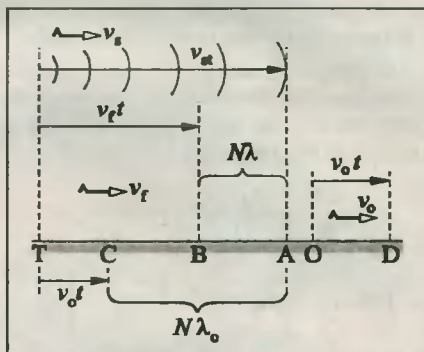 v_s
v_st
v_f t
Nλ
v_o t
v_f
v_o
T C B A O D
v_o t
Nλ_o